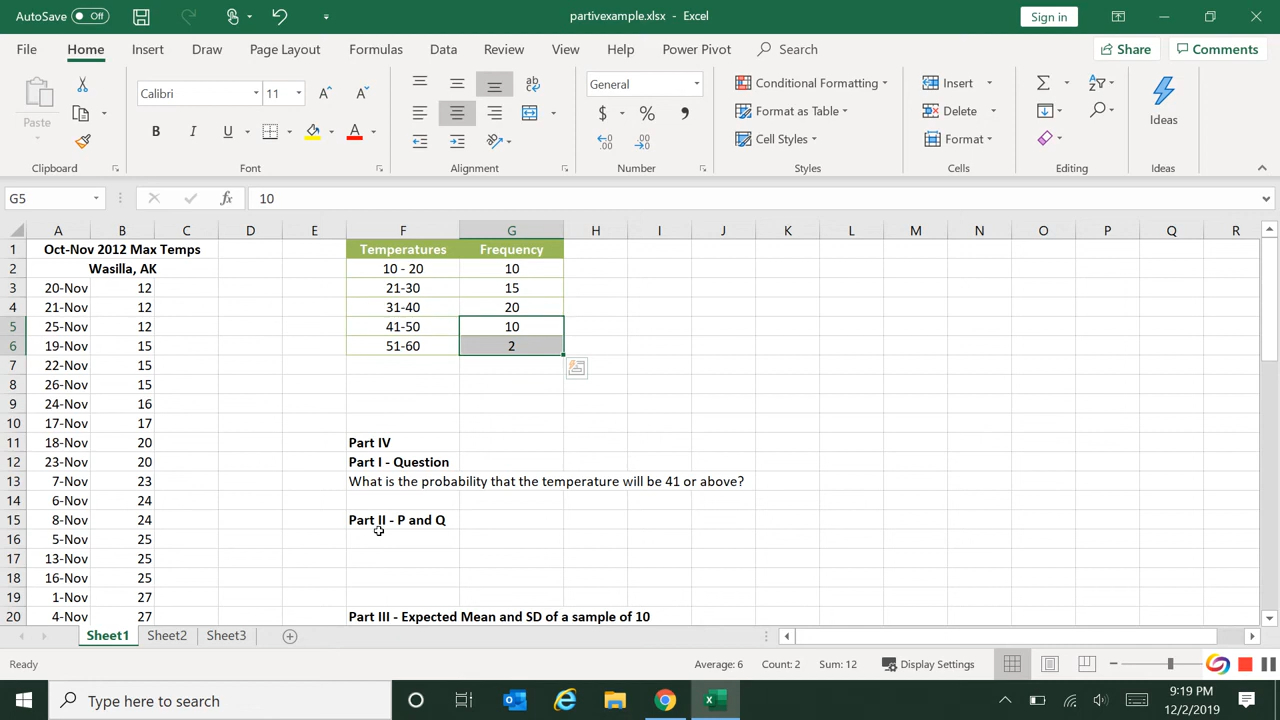 AutoSave Off
partivexample.xlsx - Excel
Sign in
File Home Insert Draw Page Layout Formulas Data Review View Help Power Pivot Search
Share Comments
Paste
Calibri 11
B I U A
General
$ % ,
Conditional Formatting
Format as Table
Cell Styles
Insert
Delete
Format
Ideas
Clipboard Font Alignment Number Styles Cells Editing Ideas
G5 fx 10
A B C D E F G H I J K L M N O P Q R
1 Oct-Nov 2012 Max Temps Temperatures Frequency
2 Wasilla, AK 10 - 20 10
3 20-Nov 12 21-30 15
4 21-Nov 12 31-40 20
5 25-Nov 12 41-50 10
6 19-Nov 15 51-60 2
7 22-Nov 15
8 26-Nov 15
9 24-Nov 16
10 17-Nov 17
11 18-Nov 20 Part IV
12 23-Nov 20 Part I - Question
13 7-Nov 23 What is the probability that the temperature will be 41 or above?
14 6-Nov 24
15 8-Nov 24 Part II - P and Q
16 5-Nov 25
17 13-Nov 25
18 16-Nov 25
19 1-Nov 27
20 4-Nov 27 Part III - Expected Mean and SD of a sample of 10
Sheet1 Sheet2 Sheet3
Ready Average: 6 Count: 2 Sum: 12 Display Settings
Type here to search
9:19 PM
12/2/2019